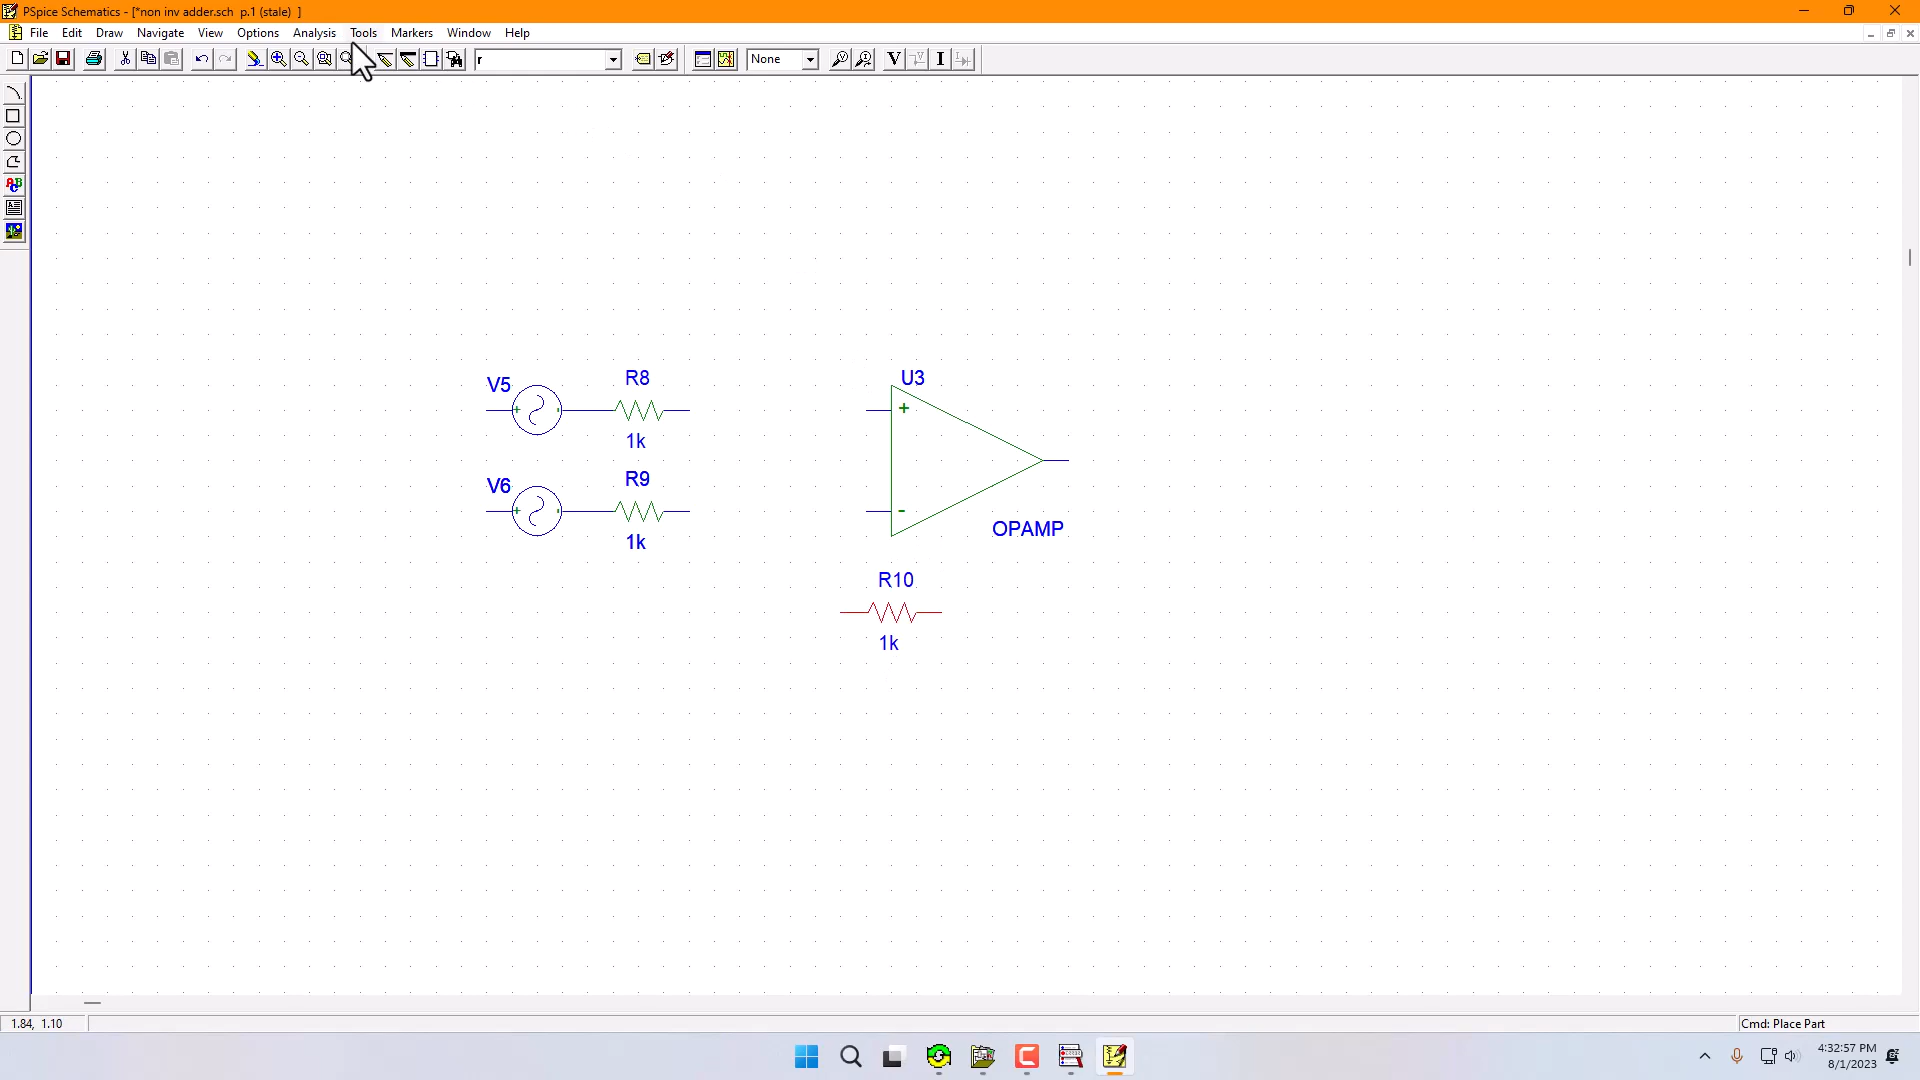 PSpice Schematics - [*non inv adder.sch p.1 (stale) ]
File Edit Draw Navigate View Options Analysis Tools Markers Window Help
r None V I
ABC
V5 R8 U3
+ +
1k
V6 R9
+ -
1k OPAMP
R10
1k
1.84, 1.10 Cmd: Place Part
4:32:57 PM
8/1/2023